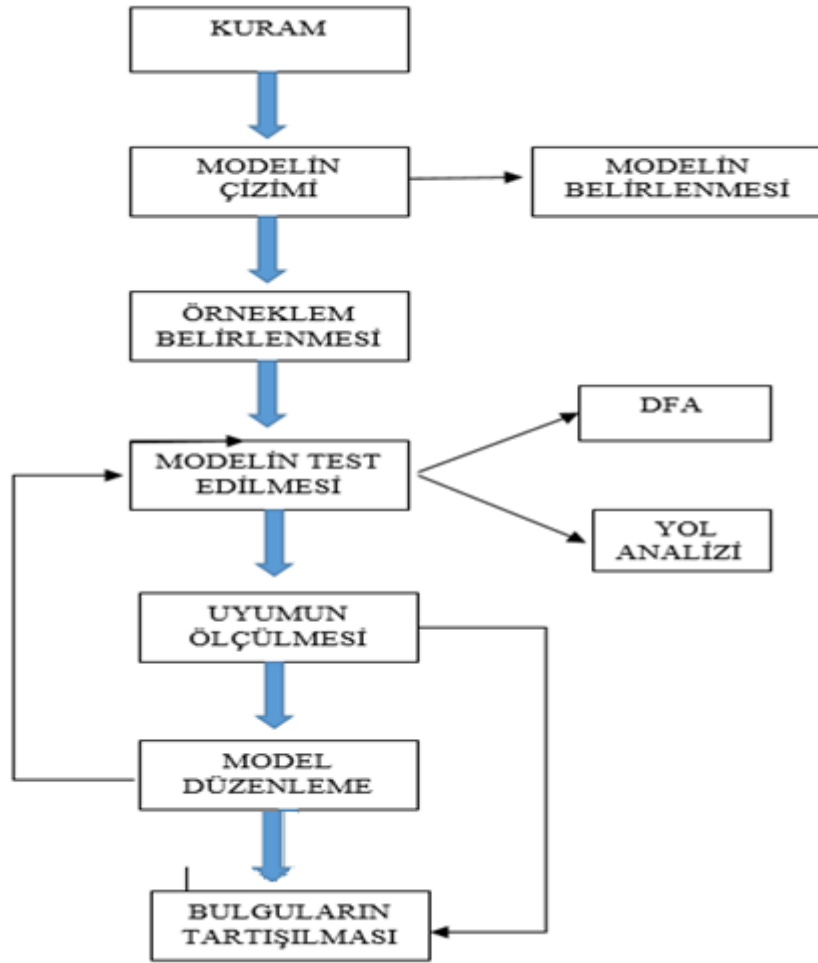 KURAM
MODELİN
ÇİZİMİ
MODELİN
BELİRLENMESİ
ÖRNEKLEM
BELİRLENMESİ
DFA
MODELİN TEST
EDİLMESİ
YOL
ANALİZİ
UYUMUN
ÖLÇÜLMESİ
MODEL
DÜZENLEME
BULGULARIN
TARTIŞILMASI